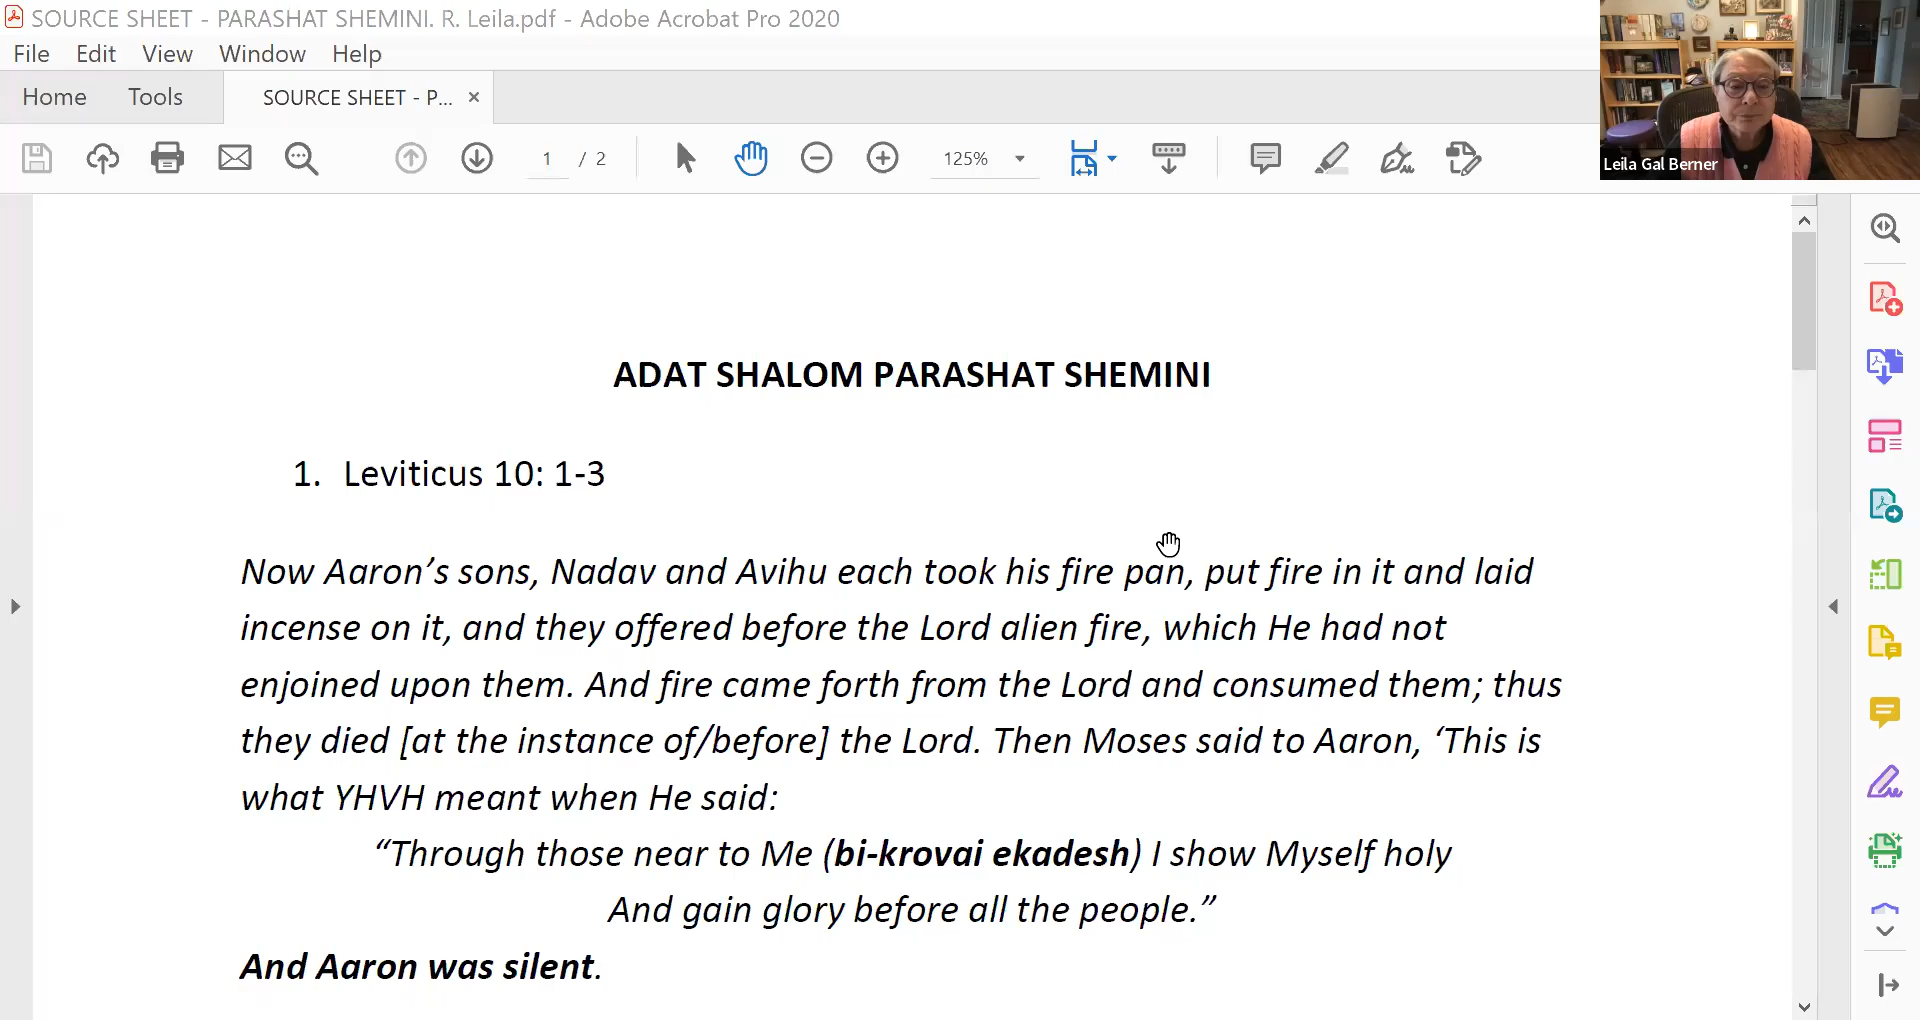 SOURCE SHEET - PARASHAT SHEMINI. R. Leila.pdf - Adobe Acrobat Pro 2020
File Edit View Window Help
Home Tools SOURCE SHEET - P... ×
1 / 2 125%
Leila Gal Berner
ADAT SHALOM PARASHAT SHEMINI
1. Leviticus 10: 1-3
Now Aaron’s sons, Nadav and Avihu each took his fire pan, put fire in it and laid
incense on it, and they offered before the Lord alien fire, which He had not
enjoined upon them. And fire came forth from the Lord and consumed them; thus
they died [at the instance of/before] the Lord. Then Moses said to Aaron, ‘This is
what YHVH meant when He said:
“Through those near to Me (bi-krovai ekadesh) I show Myself holy
And gain glory before all the people.”
And Aaron was silent.